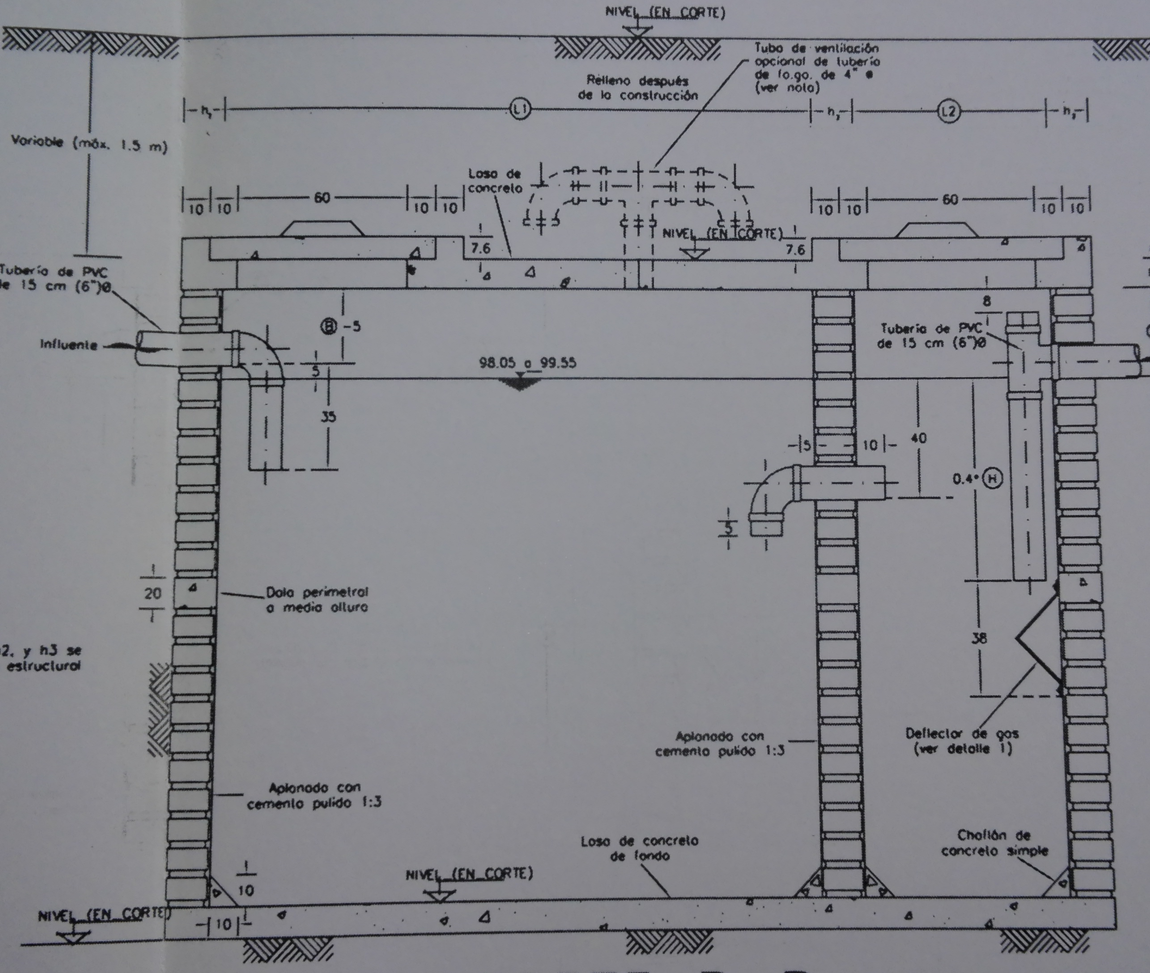 NIVEL (EN CORTE)
Tubo de ventilación
opcional de tubería
de fo.go. de 4" ø
(ver nota)
Relleno después
de la construcción
h,
L1
h,
L2
h,
Variable (máx. 1.5 m)
Losa de
concreto
10
10
60
10
10
10
10
60
10
10
7.6
NIVEL (EN CORTE)
7.6
Tubería de PVC
de 15 cm (6")Ø
Influente
B -5
5
35
98.05 a 99.55
8
Tubería de PVC
de 15 cm (6")Ø
5
10
40
0.4* H
5
20
Dala perimetral
a media altura
38
2, y h3 se
estructural
Aplanado con
cemento pulido 1:3
Deflector de gas
(ver detalle 1)
Aplanado con
cemento pulido 1:3
Losa de concreto
de fondo
Chaflán de
concreto simple
10
NIVEL (EN CORTE)
NIVEL (EN CORTE)
10